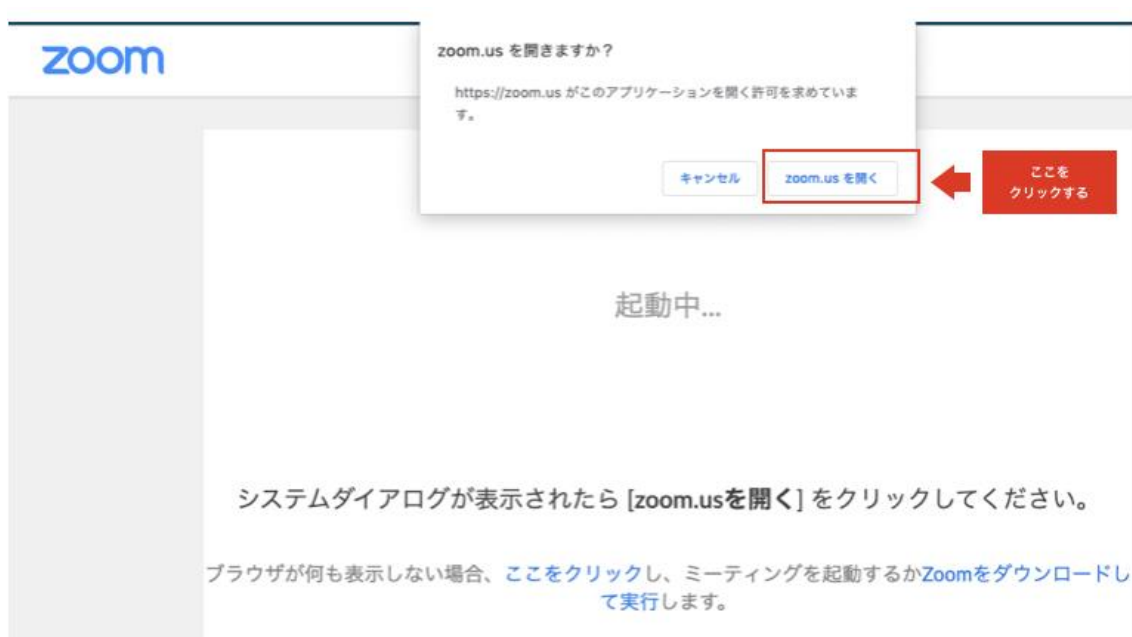 zoom
zoom.us を開きますか？
https://zoom.us がこのアプリケーションを開く許可を求めていま
す。
キャンセル
zoom.us を開く
ここを
クリックする
起動中...
システムダイアログが表示されたら [zoom.usを開く] をクリックしてください。
ブラウザが何も表示しない場合、ここをクリックし、ミーティングを起動するかZoomをダウンロードし
て実行します。